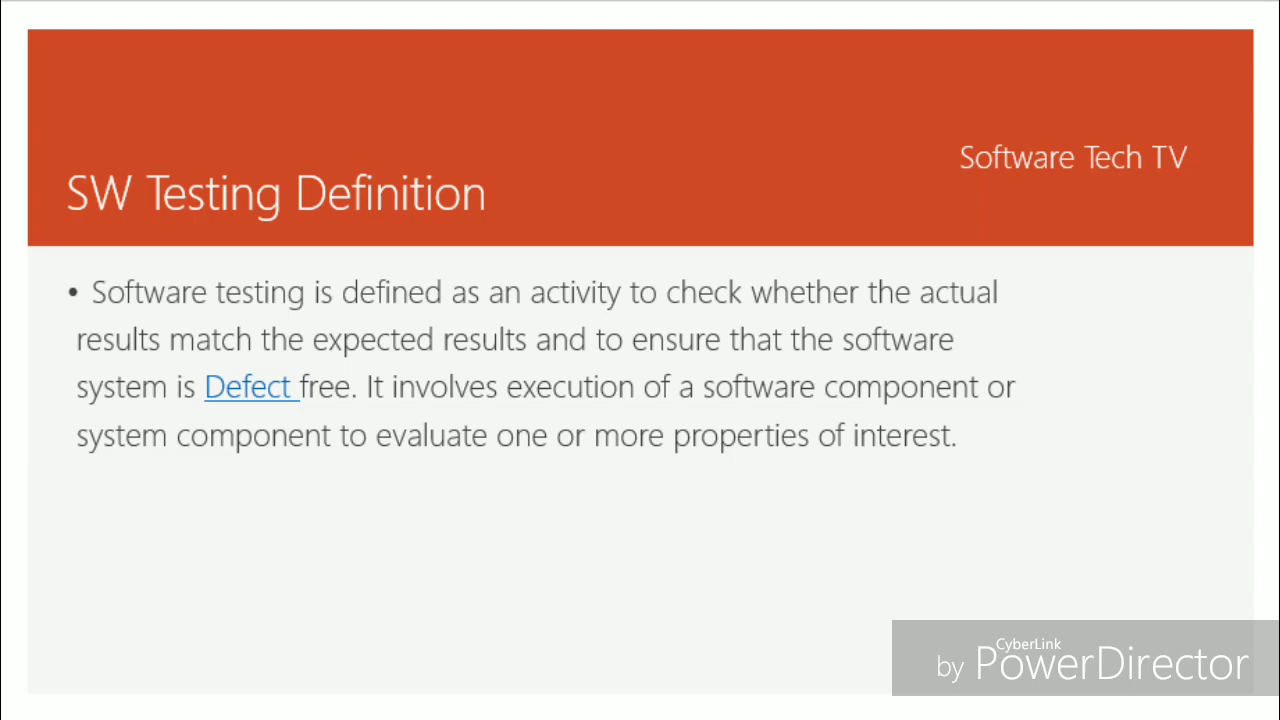 Software Tech TV
SW Testing Definition
• Software testing is defined as an activity to check whether the actual
results match the expected results and to ensure that the software
system is Defect free. It involves execution of a software component or
system component to evaluate one or more properties of interest.
CyberLink
by PowerDirector